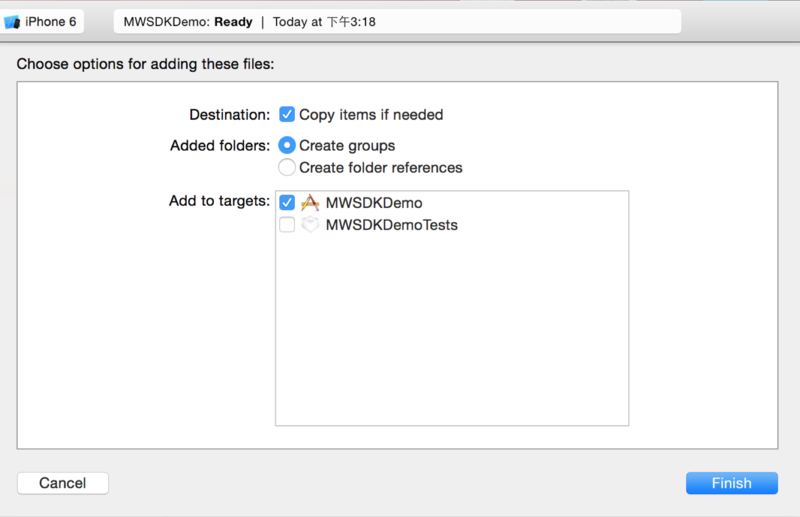 iPhone 6
MWSDKDemo: Ready | Today at 下午3:18
Choose options for adding these files:
Destination: Copy items if needed
Added folders: Create groups
Create folder references
Add to targets: MWSDKDemo
MWSDKDemoTests
Cancel
Finish